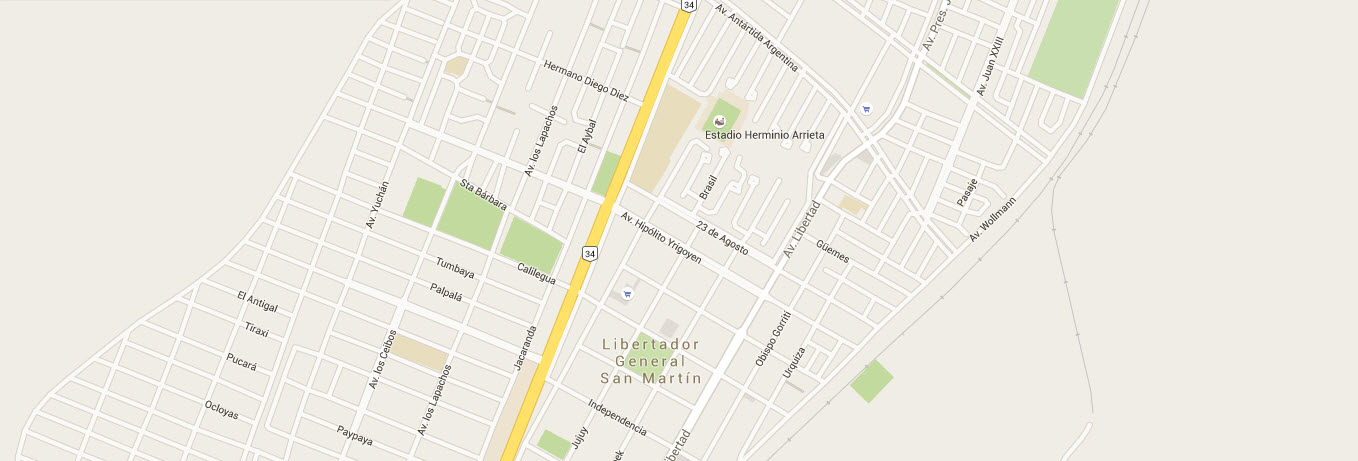 34
Av. Antártida Argentina
Av. Pres. J
Av. Juan XXIII
Hermano Diego Diez
Av. los Lapachos
El Aybal
Estadio Herminio Arrieta
Brasil
Pasaje
Av. Yuchán
Sta Bárbara
Av. Hipólito Yrigoyen
23 de Agosto
Av. Libertad
Güemes
Av. Wollmann
34
Calilegua
Tumbaya
Palpalá
El Antigal
Tiraxi
Pucará
Ocloyas
Paypaya
Av. los Ceibos
Av. los Lapachos
Jacaranda
Libertador
General
San Martín
Obispo Gorriti
Urquiza
Independencia
Jujuy
ek
Libertad